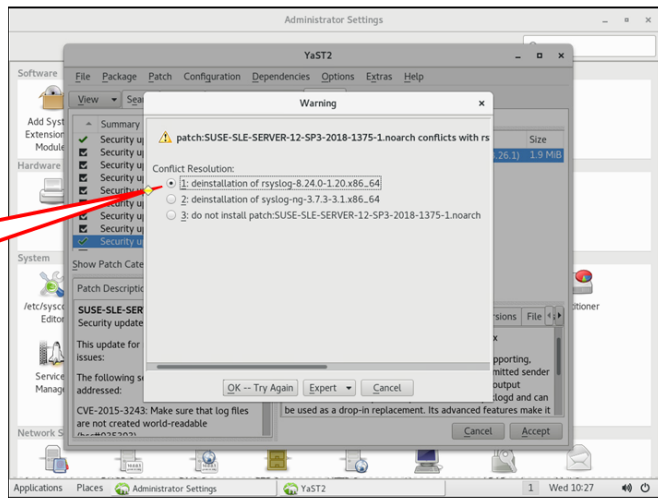 Administrator Settings
YaST2
Software
File Package Patch Configuration Dependencies Options Extras Help
View
Warning
Add Syst
Extension
Module
Summary
Size
patch:SUSE-SLE-SERVER-12-SP3-2018-1375-1.noarch conflicts with rs
Security up
.26.1) 1.9 MiB
Security up
Security up
Security up
Security up
Security up
Security up
Security up
Conflict Resolution:
1: deinstallation of rsyslog-8.24.0-1.20.x86_64
2: deinstallation of syslog-ng-3.7.3-3.1.x86_64
3: do not install patch:SUSE-SLE-SERVER-12-SP3-2018-1375-1.noarch
Hardware
System
Show Patch Cate
Patch Descriptio
/etc/sysco
Editor
SUSE-SLE-SER
Security update
rsions File
itioner
This update for
issues:
pporting,
mitted sender
output
Service
Manag
The following se
addressed:
OK -- Try Again Expert Cancel
logd and can
CVE-2015-3243: Make sure that log files
are not created world-readable
be used as a drop-in replacement. Its advanced features make it
Network S
Cancel Accept
Applications Places Administrator Settings YaST2 1 Wed 10:27